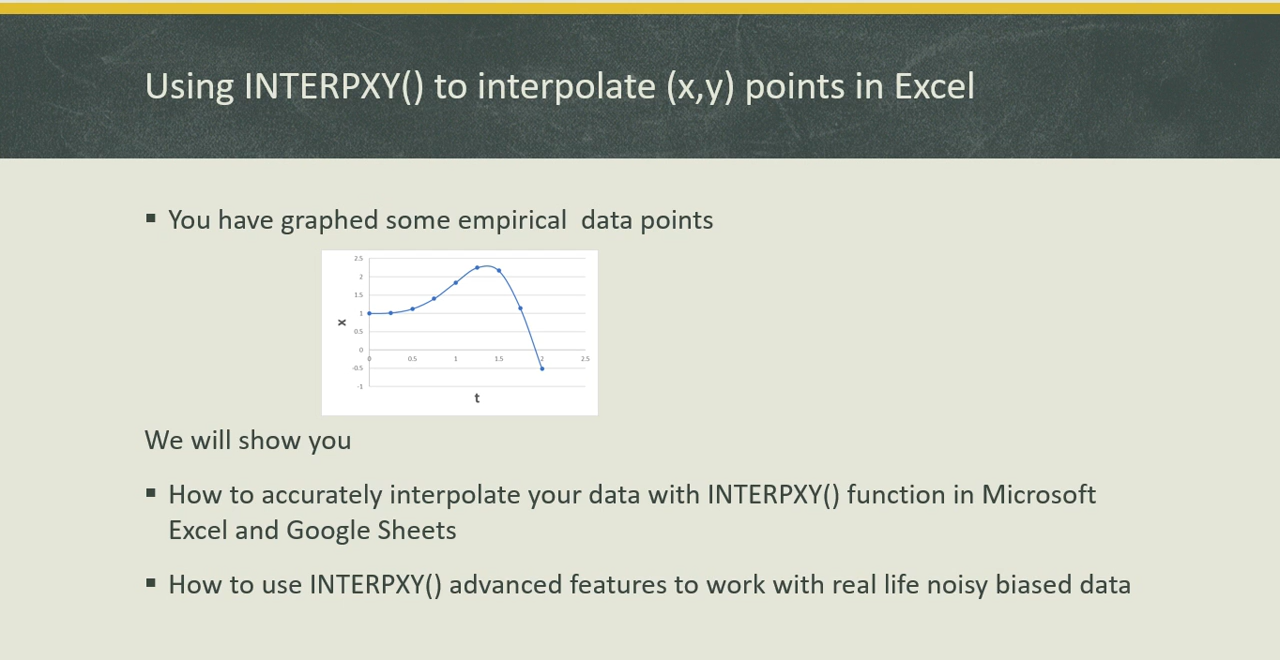 Using INTERPXY() to interpolate (x,y) points in Excel
▪ You have graphed some empirical  data points
2.5
2
1.5
1
0.5
0
-0.5
-1
x
0 0.5 1 1.5 2 2.5
t
We will show you
▪ How to accurately interpolate your data with INTERPXY() function in Microsoft
Excel and Google Sheets
▪ How to use INTERPXY() advanced features to work with real life noisy biased data